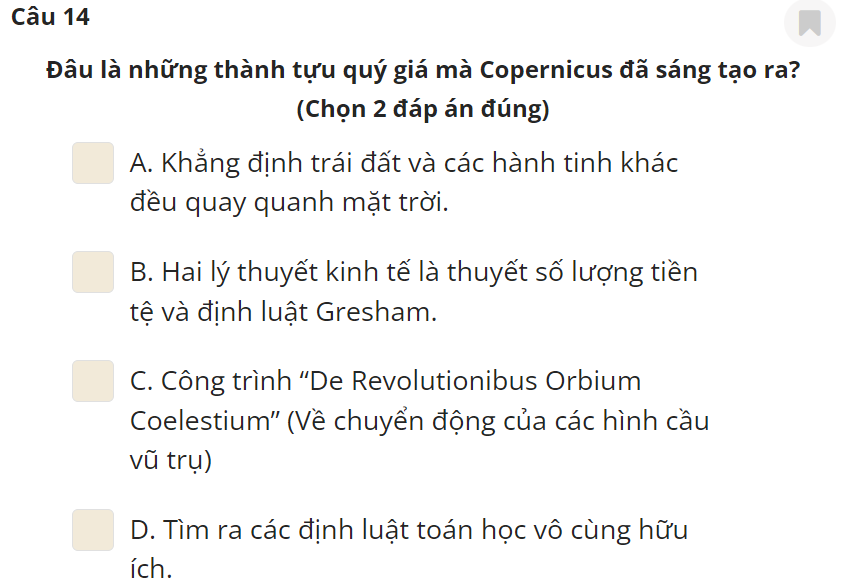 Câu 14
Đâu là những thành tựu quý giá mà Copernicus đã sáng tạo ra?
(Chọn 2 đáp án đúng)
A. Khẳng định trái đất và các hành tinh khác
đều quay quanh mặt trời.
B. Hai lý thuyết kinh tế là thuyết số lượng tiền
tệ và định luật Gresham.
C. Công trình “De Revolutionibus Orbium
Coelestium” (Về chuyển động của các hình cầu
vũ trụ)
D. Tìm ra các định luật toán học vô cùng hữu
ích.